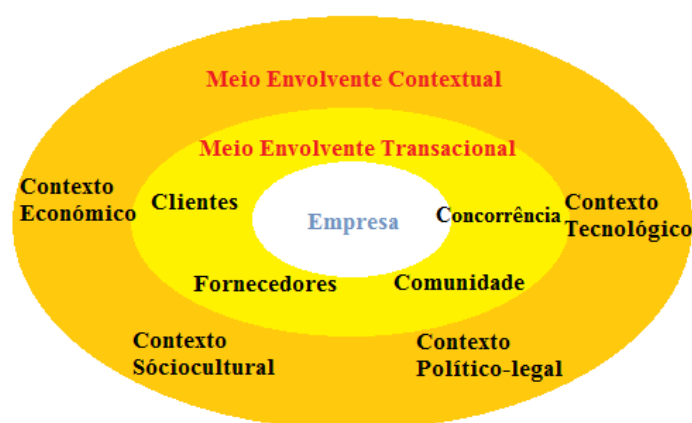 Meio Envolvente Contextual
Meio Envolvente Transacional
Contexto
Económico
Clientes
Empresa
Concorrência
Contexto
Tecnológico
Fornecedores
Comunidade
Contexto
Sóciocultural
Contexto
Político-legal